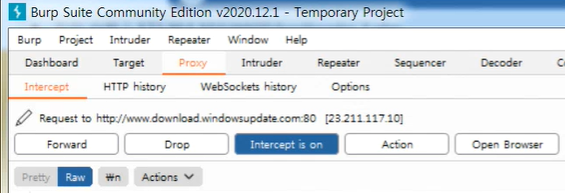 Burp Suite Community Edition v2020.12.1 - Temporary Project
Burp Project Intruder Repeater Window Help
Dashboard Target Proxy Intruder Repeater Sequencer Decoder
Intercept HTTP history WebSockets history Options
Request to http://www.download.windowsupdate.com:80 [23.211.117.10]
Forward Drop Intercept is on Action Open Browser
Pretty Raw ₩n Actions